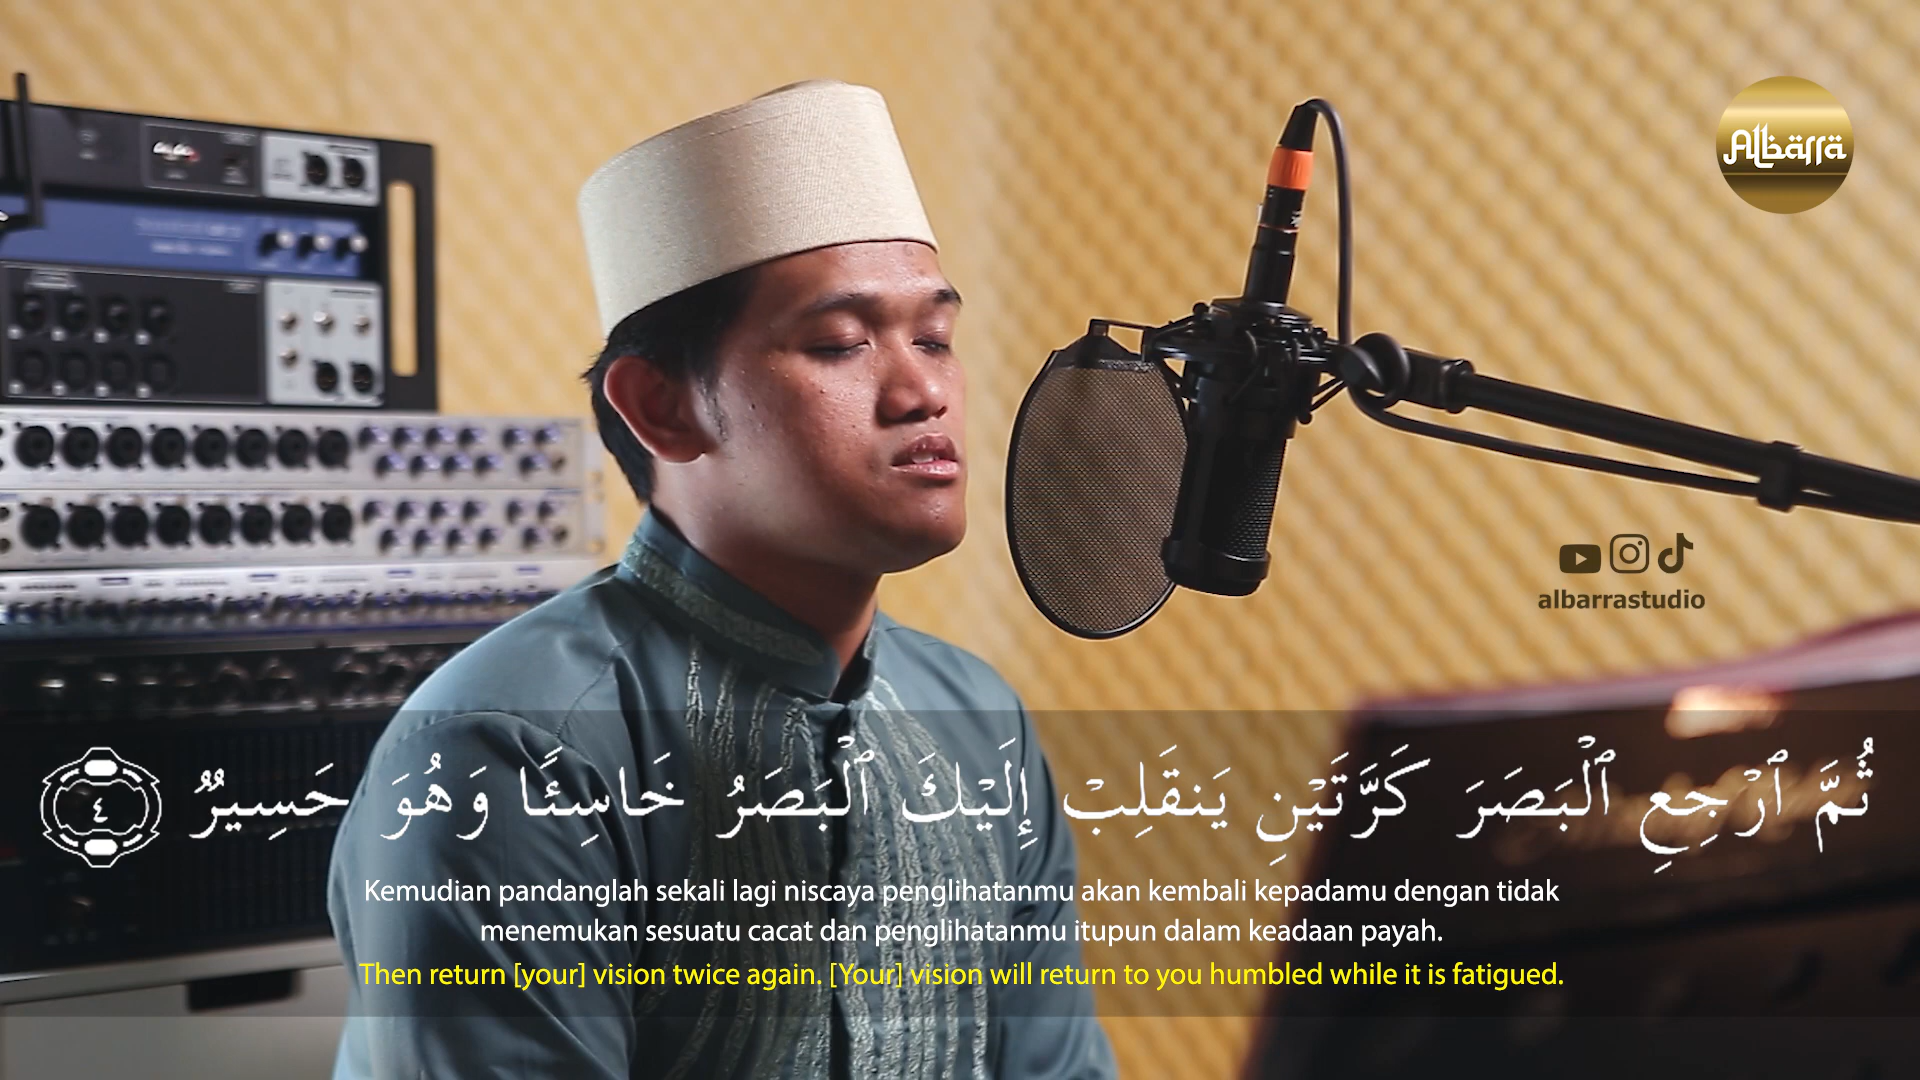 Albarra
albarrastudio
ثُمَّ ٱرْجِعِ ٱلْبَصَرَ كَرَّتَيْنِ يَنقَلِبْ إِلَيْكَ ٱلْبَصَرُ خَاسِئًا وَهُوَ حَسِيرٌ ٤
Kemudian pandanglah sekali lagi niscaya penglihatanmu akan kembali kepadamu dengan tidak
menemukan sesuatu cacat dan penglihatanmu itupun dalam keadaan payah.
Then return [your] vision twice again. [Your] vision will return to you humbled while it is fatigued.